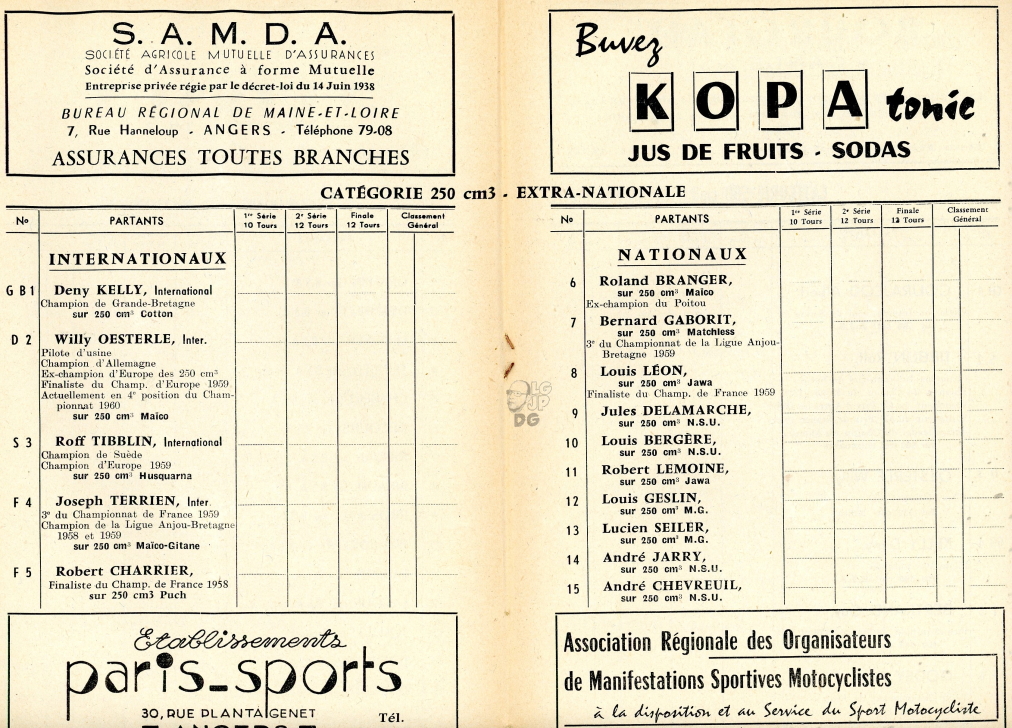 S. A. M. D. A.
SOCIÉTÉ AGRICOLE MUTUELLE D'ASSURANCES
Société d'Assurance à forme Mutuelle
Entreprise privée régie par le décret-loi du 14 Juin 1938
BUREAU RÉGIONAL DE MAINE-ET-LOIRE
7, Rue Hanneloup - ANGERS - Téléphone 79-08
ASSURANCES TOUTES BRANCHES
Buvez
KOPA tonic
JUS DE FRUITS - SODAS
CATÉGORIE 250 cm3 - EXTRA-NATIONALE
No PARTANTS 1re Série 10 Tours 2e Série 12 Tours Finale 12 Tours Classement Général
INTERNATIONAUX
G B 1 Deny KELLY, International
Champion de Grande-Bretagne
sur 250 cm3 Cotton
D 2 Willy OESTERLE, Inter.
Pilote d'usine
Champion d'Allemagne
Ex-champion d'Europe des 250 cm3
Finaliste du Champ. d'Europe 1959
Actuellement en 4e position du Cham-
pionnat 1960
sur 250 cm3 Maïco
S 3 Roff TIBBLIN, International
Champion de Suède
Champion d'Europe 1959
sur 250 cm3 Husquarna
F 4 Joseph TERRIEN, Inter.
3e du Championnat de France 1959
Champion de la Ligue Anjou-Bretagne
1958 et 1959
sur 250 cm3 Maïco-Gitane
F 5 Robert CHARRIER,
Finaliste du Champ. de France 1958
sur 250 cm3 Puch
No PARTANTS 1re Série 10 Tours 2e Série 12 Tours Finale 12 Tours Classement Général
NATIONAUX
6 Roland BRANGER,
sur 250 cm3 Maïco
Ex-champion du Poitou
7 Bernard GABORIT,
sur 250 cm3 Matchless
3e du Championnat de la Ligue Anjou-
Bretagne 1959
8 Louis LÉON,
sur 250 cm3 Jawa
Finaliste du Champ. de France 1959
9 Jules DELAMARCHE,
sur 250 cm3 N.S.U.
10 Louis BERGÈRE,
sur 250 cm3 N.S.U.
11 Robert LEMOINE,
sur 250 cm3 Jawa
12 Louis GESLIN,
sur 250 cm3 M.G.
13 Lucien SEILER,
sur 250 cm3 M.G.
14 André JARRY,
sur 250 cm3 N.S.U.
15 André CHEVREUIL,
sur 250 cm3 N.S.U.
LG
JP
DG
Etablissements
paris-sports
30, RUE PLANTAGENET
ANGERS Tél.
Association Régionale des Organisateurs
de Manifestations Sportives Motocyclistes
à la disposition et au Service du Sport Motocycliste